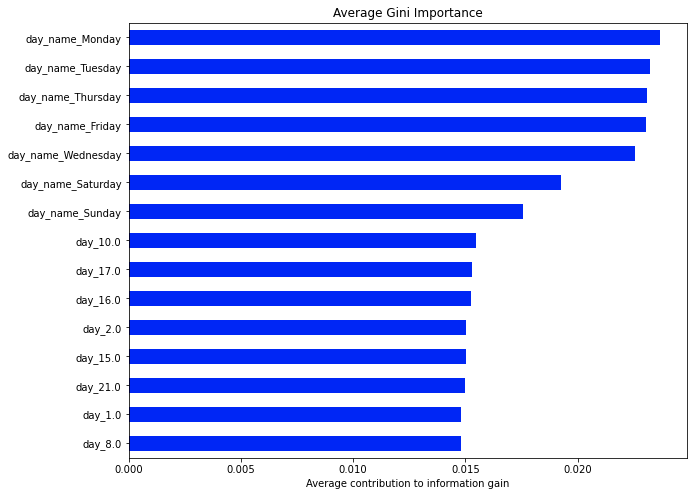 Average Gini Importance
day_name_Monday
day_name_Tuesday
day_name_Thursday
day_name_Friday
day_name_Wednesday
day_name_Saturday
day_name_Sunday
day_10.0
day_17.0
day_16.0
day_2.0
day_15.0
day_21.0
day_1.0
day_8.0
0.000 0.005 0.010 0.015 0.020
Average contribution to information gain